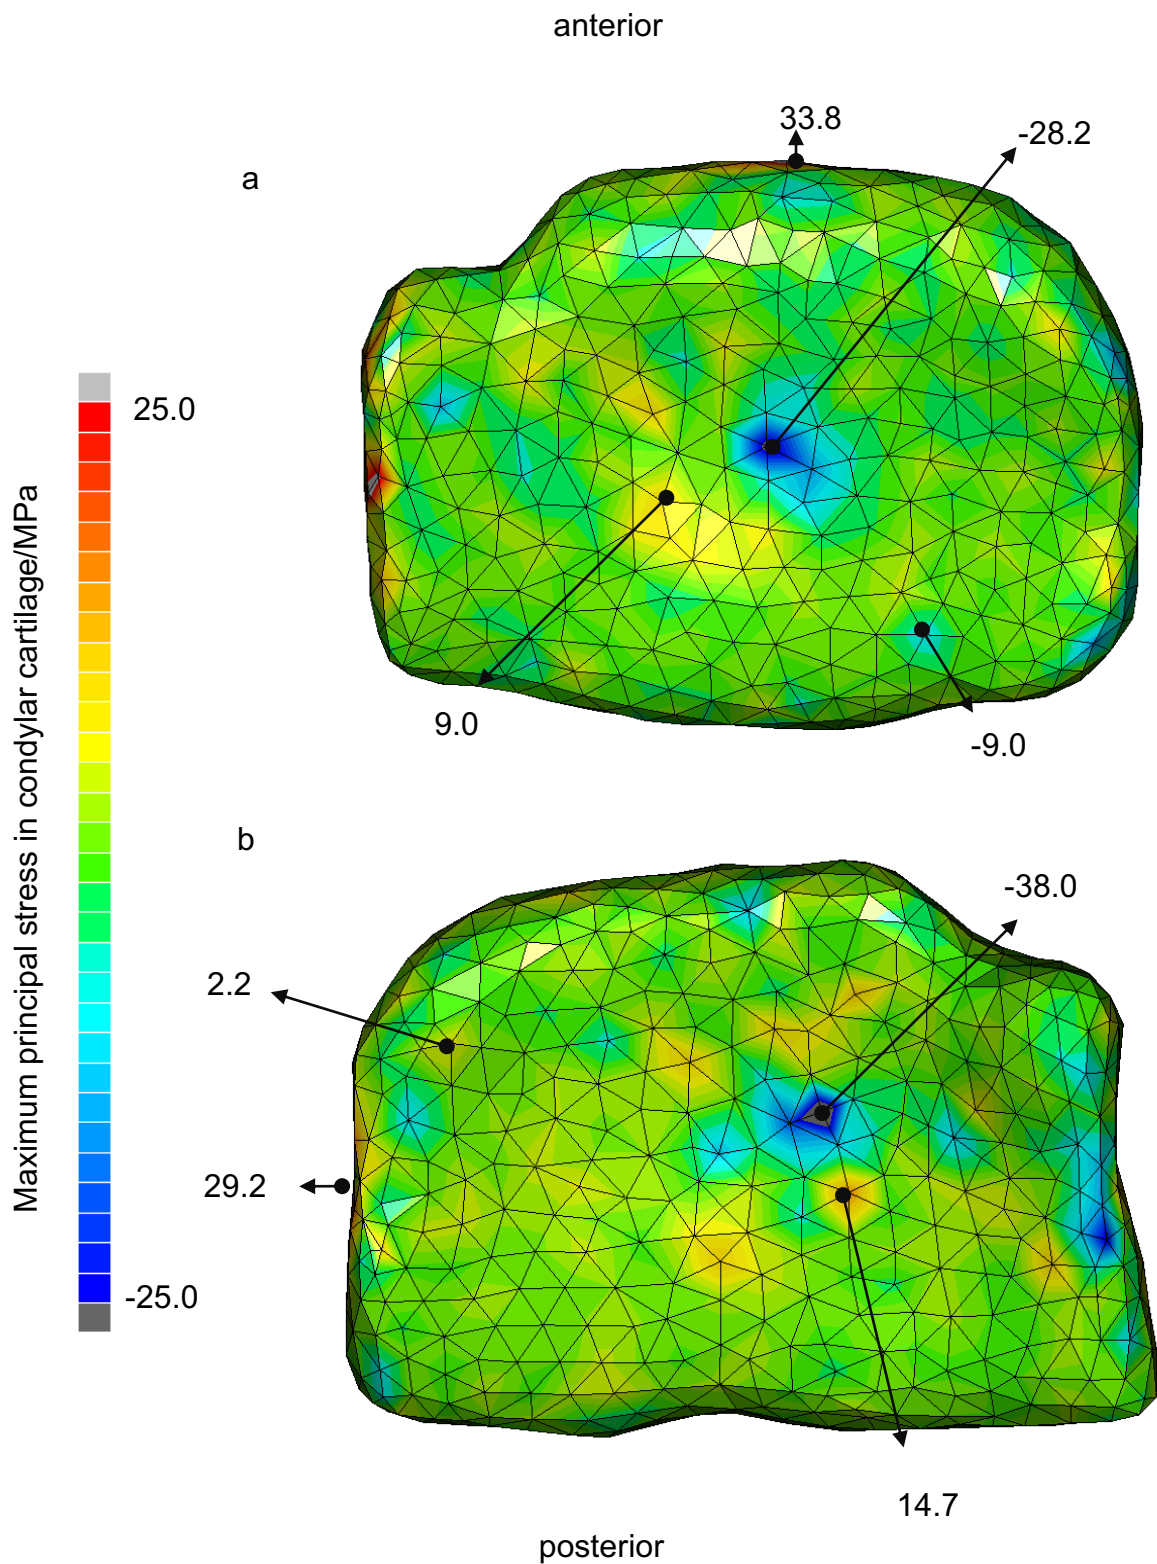 anterior
33.8
-28.2
a
25.0
Maximum principal stress in condylar cartilage/MPa
9.0
-9.0
b
-38.0
2.2
29.2
-25.0
14.7
posterior